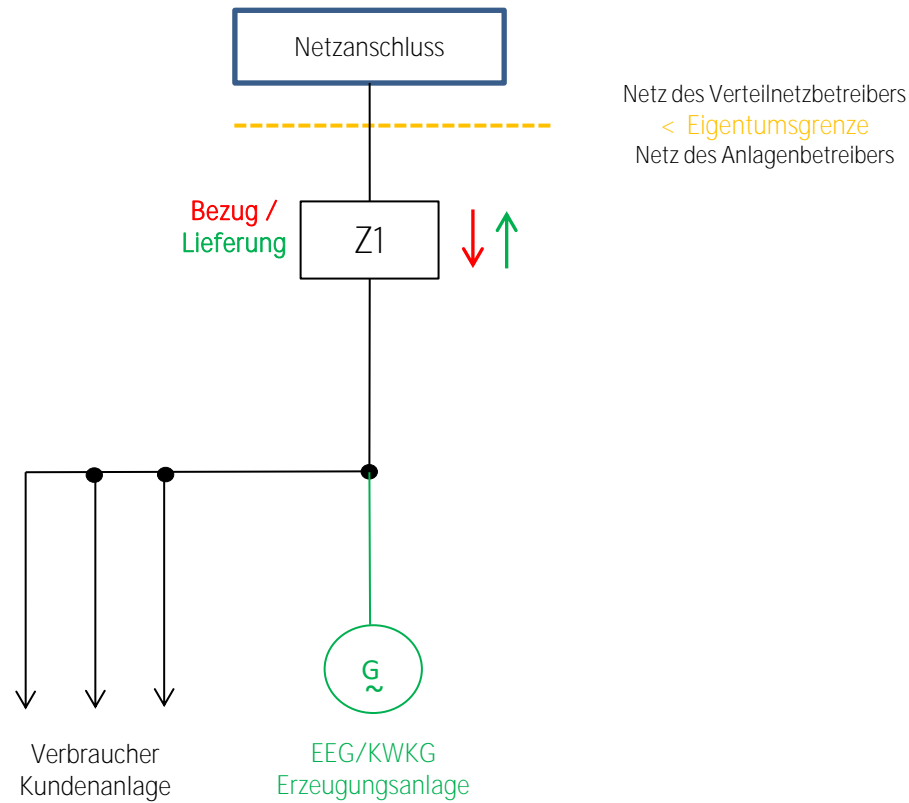 Netzanschluss
Netz des Verteilnetzbetreibers
< Eigentumsgrenze
Netz des Anlagenbetreibers
Bezug /
Lieferung
Z1
G
~
Verbraucher
Kundenanlage
EEG/KWKG
Erzeugungsanlage